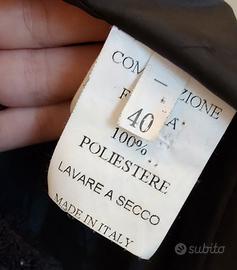 40
100%
POLIESTERE
LAVARE A SECCO
MADE IN ITALY
subito